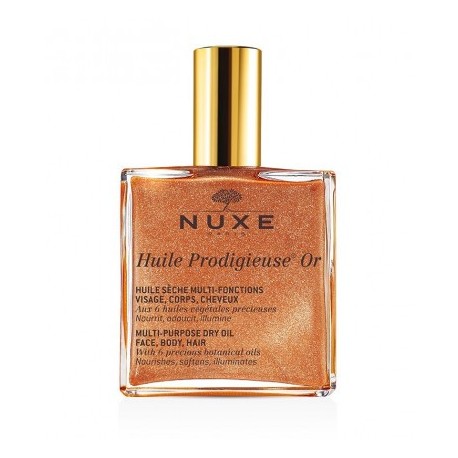 NUXE
PARIS
Huile Prodigieuse Or
HUILE SÈCHE MULTI-FONCTIONS
VISAGE, CORPS, CHEVEUX
Aux 6 huiles végétales précieuses
Nourrit, adoucit, illumine
MULTI-PURPOSE DRY OIL
FACE, BODY, HAIR
With 6 precious botanical oils
Nourishes, softens, illuminates